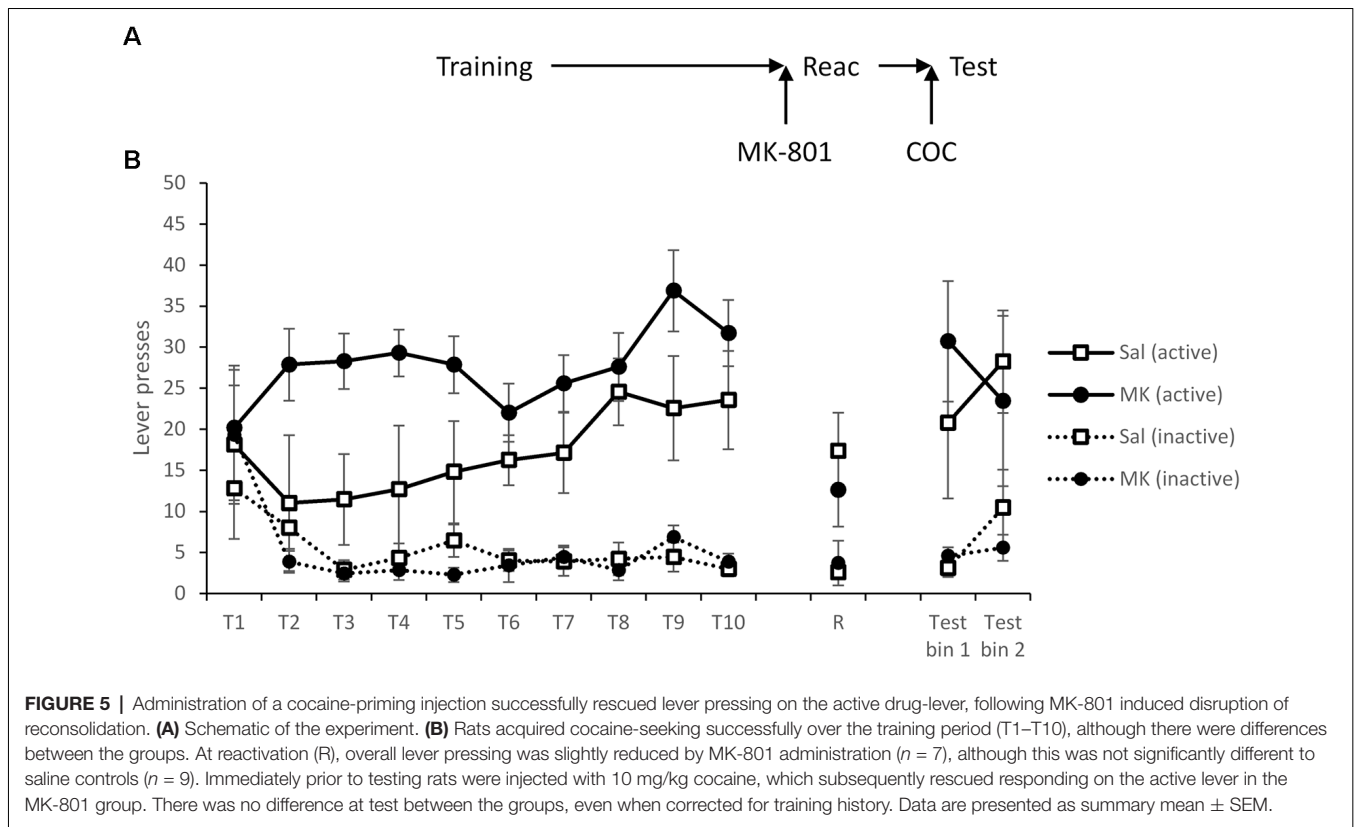 A
Training
Reac
Test
MK-801
COC
B
50
45
40
35
30
25
20
15
10
5
0
Lever presses
T1 T2 T3 T4 T5 T6 T7 T8 T9 T10 R Test bin 1 Test bin 2
Sal (active)
MK (active)
Sal (inactive)
MK (inactive)
FIGURE 5 | Administration of a cocaine-priming injection successfully rescued lever pressing on the active drug-lever, following MK-801 induced disruption of
reconsolidation. (A) Schematic of the experiment. (B) Rats acquired cocaine-seeking successfully over the training period (T1–T10), although there were differences
between the groups. At reactivation (R), overall lever pressing was slightly reduced by MK-801 administration (n = 7), although this was not significantly different to
saline controls (n = 9). Immediately prior to testing rats were injected with 10 mg/kg cocaine, which subsequently rescued responding on the active lever in the
MK-801 group. There was no difference at test between the groups, even when corrected for training history. Data are presented as summary mean ± SEM.